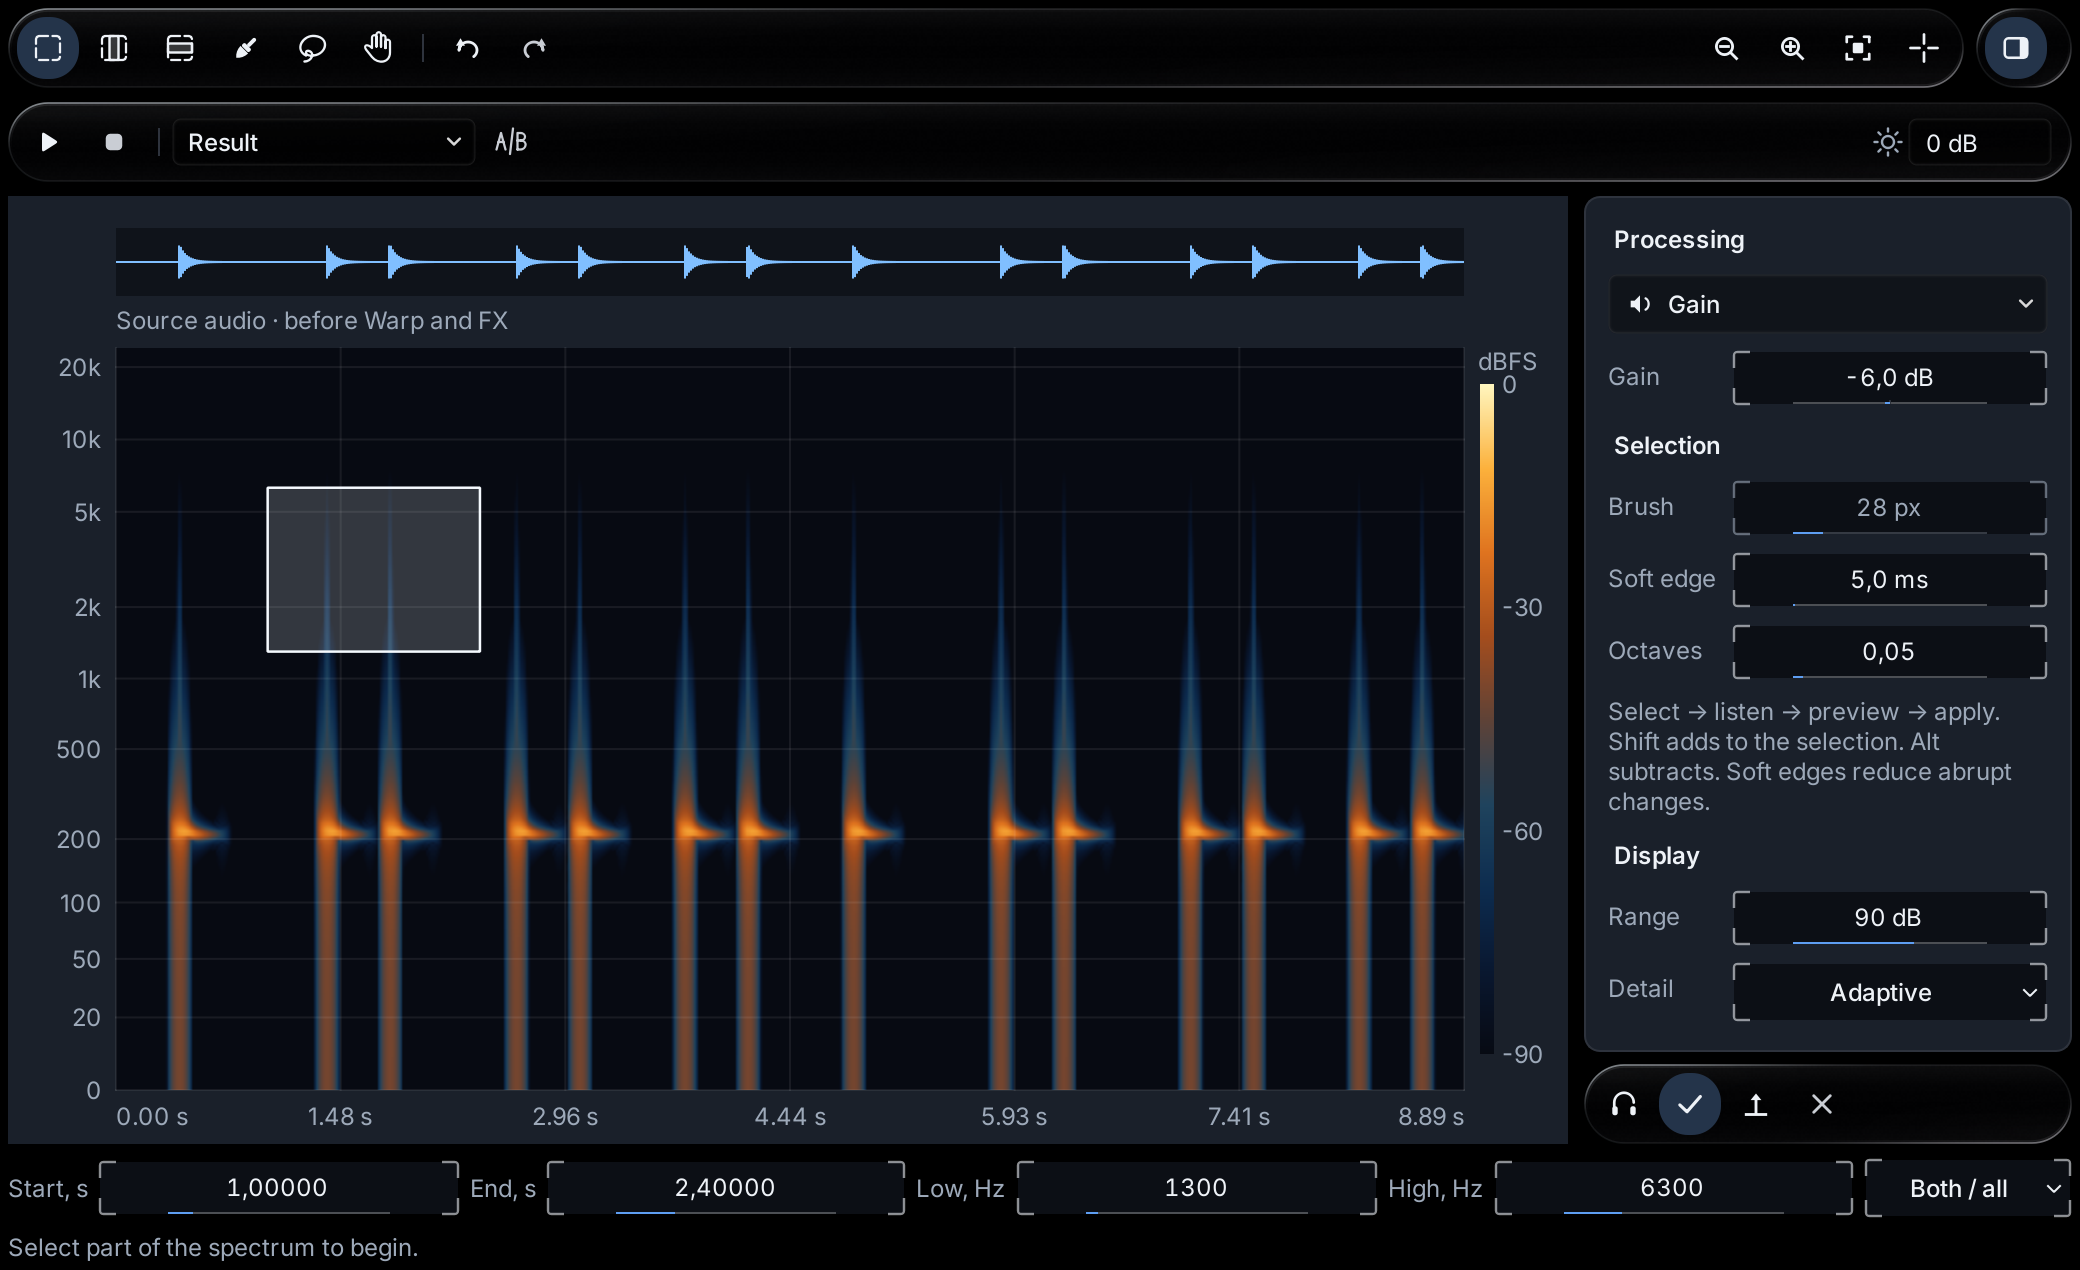 Result
A/B
0 dB
Source audio · before Warp and FX
20k
10k
5k
2k
1k
500
200
100
50
20
0
0.00 s
1.48 s
2.96 s
4.44 s
5.93 s
7.41 s
8.89 s
dBFS
0
-30
-60
-90
Processing
Gain
Gain
-6,0 dB
Selection
Brush
28 px
Soft edge
5,0 ms
Octaves
0,05
Select → listen → preview → apply.
Shift adds to the selection. Alt
subtracts. Soft edges reduce abrupt
changes.
Display
Range
90 dB
Detail
Adaptive
Start, s
1,00000
End, s
2,40000
Low, Hz
1300
High, Hz
6300
Both / all
Select part of the spectrum to begin.